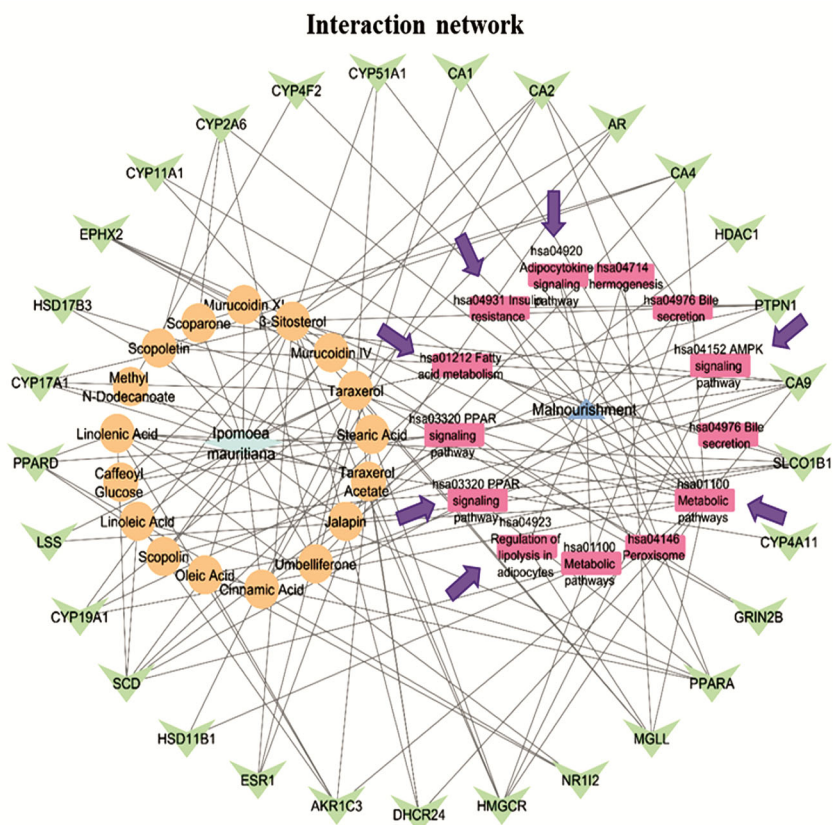 Interaction network
CYP51A1
CA1
CYP4F2
CA2
CYP2A6
AR
CYP11A1
CA4
EPHX2
HDAC1
HSD17B3
PTPN1
CYP17A1
CA9
PPARD
SLCO1B1
LSS
CYP4A11
CYP19A1
GRIN2B
SCD
PPARA
HSD11B1
MGLL
ESR1
NR1I2
AKR1C3
DHCR24
HMGCR
Murucoidin XI
Scoparone
β-Sitosterol
Scopoletin
Murucoidin IV
Methyl
N-Dodecanoate
Taraxerol
Linolenic Acid
Ipomoea
mauritiana
Stearic Acid
Caffeoyl
Glucose
Taraxerol
Acetate
Linoleic Acid
Jalapin
Scopolin
Umbelliferone
Oleic Acid
Cinnamic Acid
hsa04920
Adipocytokine
signaling
pathway
hsa04714
hermogenesis
hsa04931 Insulin
resistance
hsa04976 Bile
secretion
hsa01212 Fatty
acid metabolism
hsa04152 AMPK
signaling
pathway
Malnourishment
hsa03320 PPAR
signaling
pathway
hsa04976 Bile
secretion
hsa03320 PPAR
signaling
pathway
hsa01100
Metabolic
pathways
hsa04923
Regulation of
lipolysis in
adipocytes
hsa01100
Metabolic
pathways
hsa04146
Peroxisome